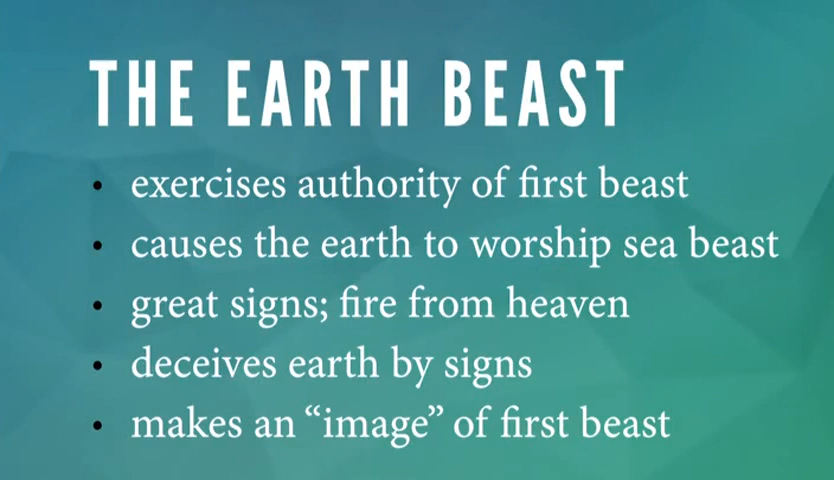 THE EARTH BEAST
• exercises authority of first beast
• causes the earth to worship sea beast
• great signs; fire from heaven
• deceives earth by signs
• makes an “image” of first beast